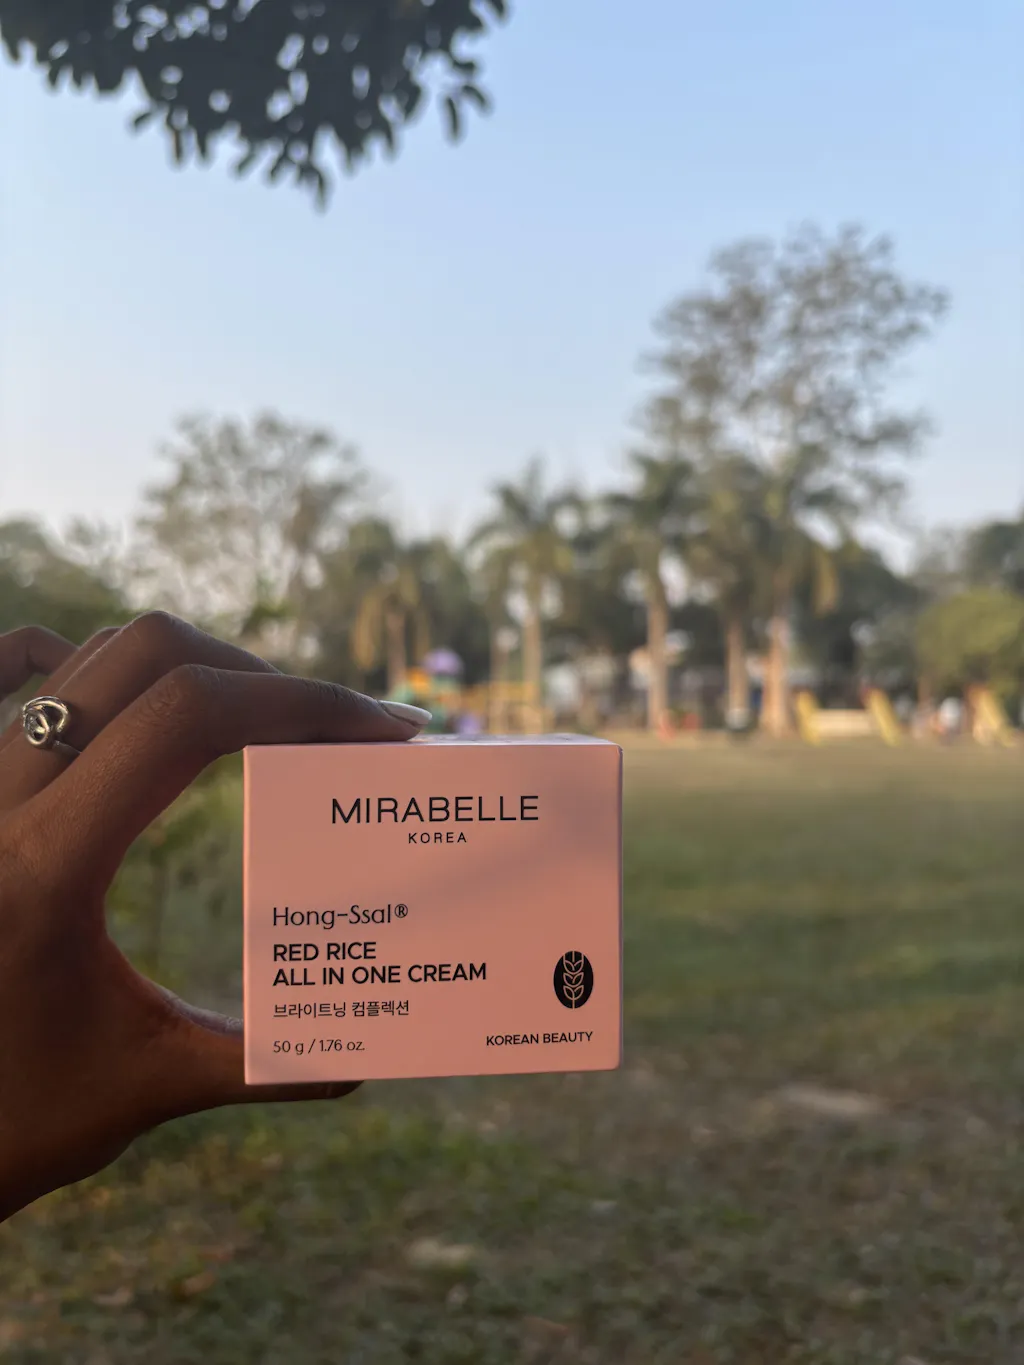 MIRABELLE
KOREA
Hong-Ssal®
RED RICE
ALL IN ONE CREAM
브라이트닝 컴플렉션
50 g / 1.76 oz.
KOREAN BEAUTY